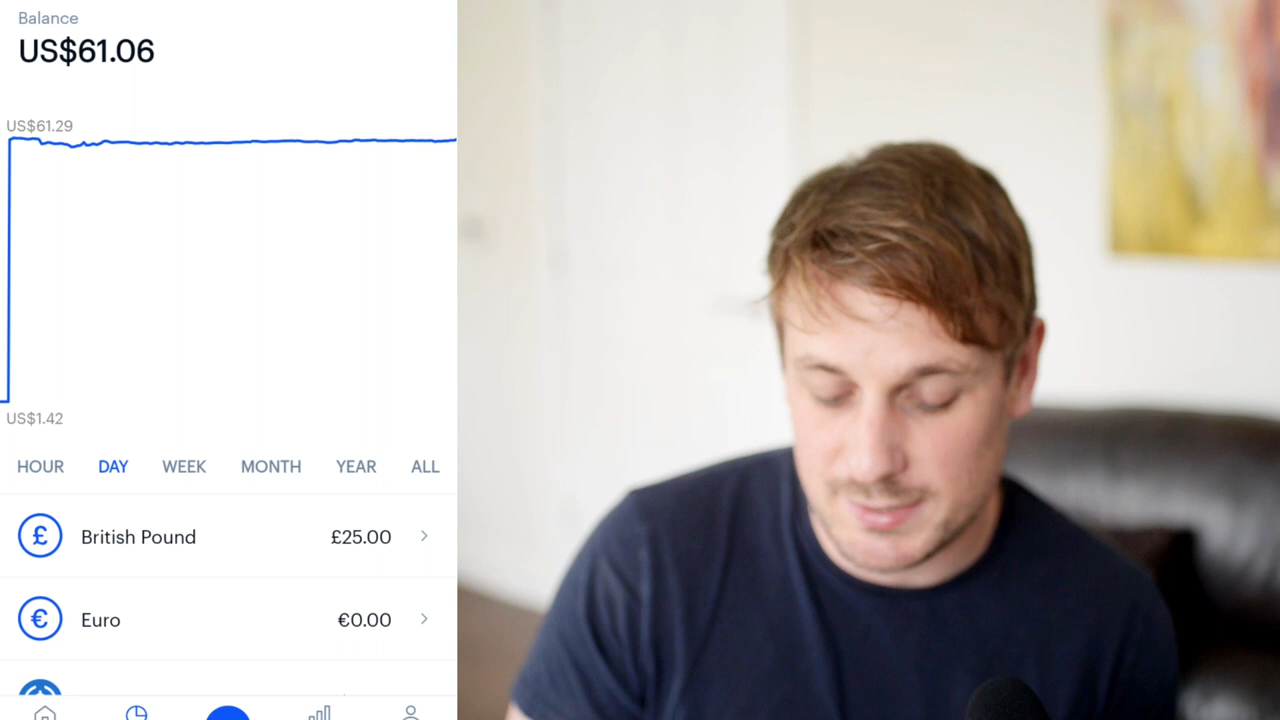 Balance
US$61.06
US$61.29
US$1.42
HOUR DAY WEEK MONTH YEAR ALL
£ British Pound £25.00
€ Euro €0.00